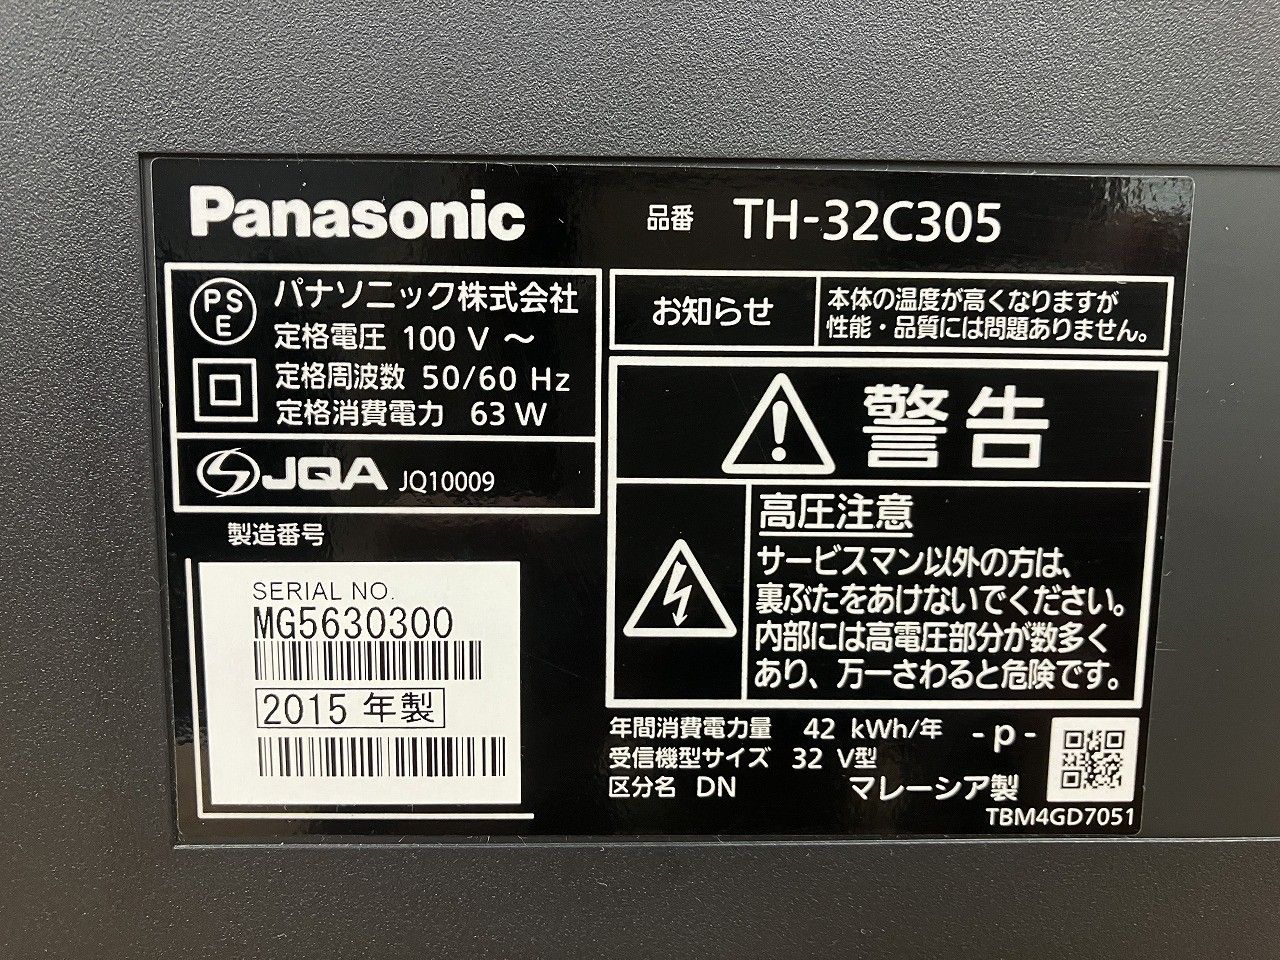 Panasonic
品番 TH-32C305
PSE
パナソニック株式会社
定格電圧 100 V ～
定格周波数 50/60 Hz
定格消費電力 63 W
JQA JQ10009
製造番号
SERIAL NO.
MG5630300
2015 年製
お知らせ
本体の温度が高くなりますが
性能・品質には問題ありません。
警告
高圧注意
サービスマン以外の方は、
裏ぶたをあけないでください。
内部には高電圧部分が数多く
あり、万一さわると危険です。
年間消費電力量 42 kWh/年 -p-
受信機型サイズ 32 V型
区分名 DN マレーシア製
TBM4GD7051